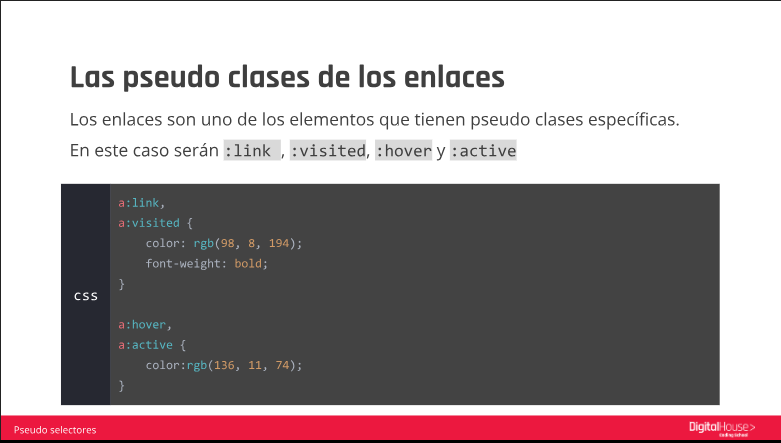 Las pseudo clases de los enlaces
Los enlaces son uno de los elementos que tienen pseudo clases específicas.
En este caso serán :link , :visited, :hover y :active
css
a:link,
a:visited {
    color: rgb(98, 8, 194);
    font-weight: bold;
}
a:hover,
a:active {
    color:rgb(136, 11, 74);
}
Pseudo selectores
DigitalHouse>
Coding School